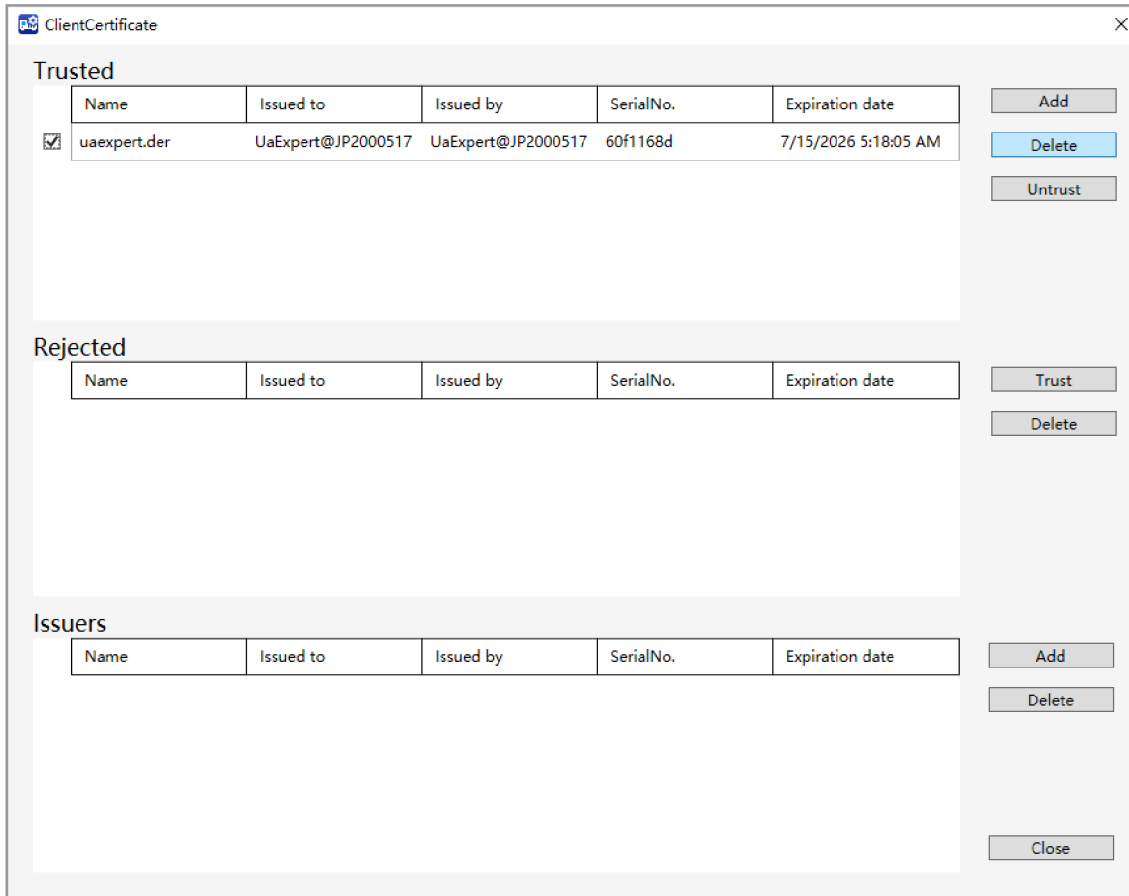 ClientCertificate
Trusted
Name Issued to Issued by SerialNo. Expiration date Add
uaexpert.der UaExpert@JP2000517 UaExpert@JP2000517 60f1168d 7/15/2026 5:18:05 AM Delete
Untrust
Rejected
Name Issued to Issued by SerialNo. Expiration date Trust
Delete
Issuers
Name Issued to Issued by SerialNo. Expiration date Add
Delete
Close